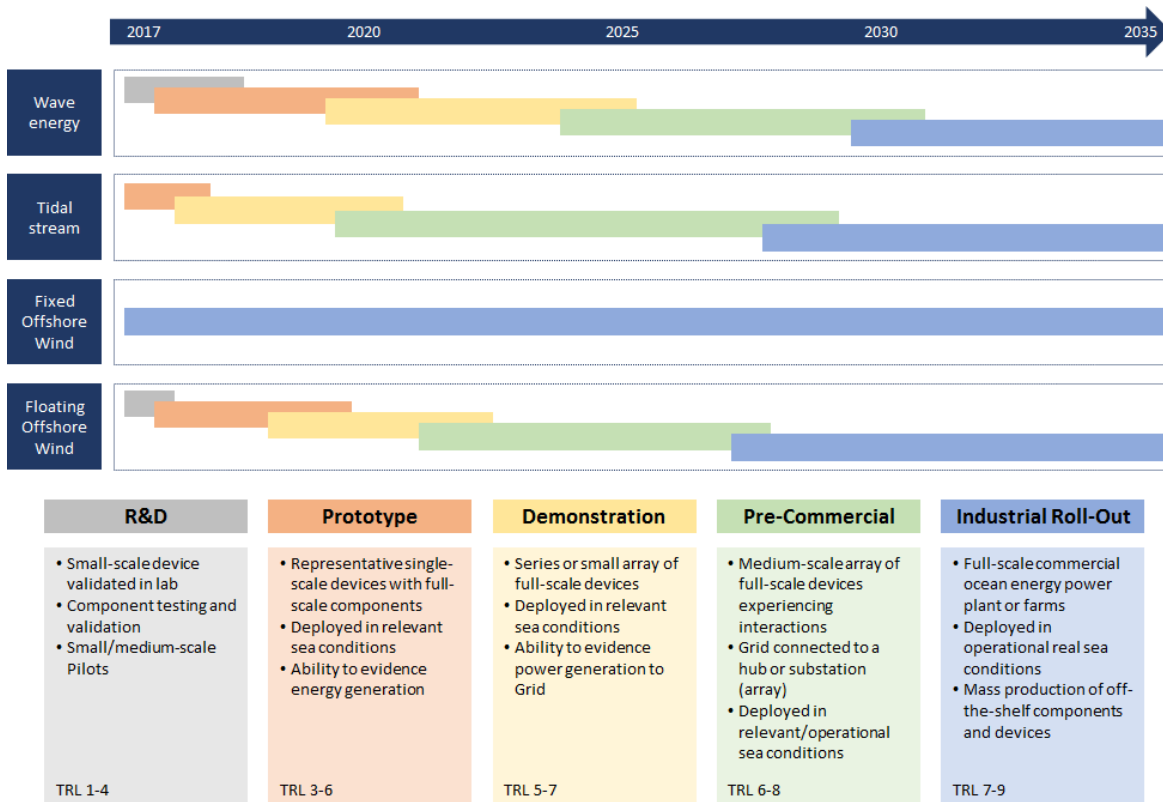 2017 2020 2025 2030 2035
Wave
energy
Tidal
stream
Fixed
Offshore
Wind
Floating
Offshore
Wind
R&D
• Small-scale device
validated in lab
• Component testing and
validation
• Small/medium-scale
Pilots
TRL 1-4
Prototype
• Representative single-
scale devices with full-
scale components
• Deployed in relevant
sea conditions
• Ability to evidence
energy generation
TRL 3-6
Demonstration
• Series or small array of
full-scale devices
• Deployed in relevant
sea conditions
• Ability to evidence
power generation to
Grid
TRL 5-7
Pre-Commercial
• Medium-scale array of
full-scale devices
experiencing
interactions
• Grid connected to a
hub or substation
(array)
• Deployed in
relevant/operational
sea conditions
TRL 6-8
Industrial Roll-Out
• Full-scale commercial
ocean energy power
plant or farms
• Deployed in
operational real sea
conditions
• Mass production of off-
the-shelf components
and devices
TRL 7-9